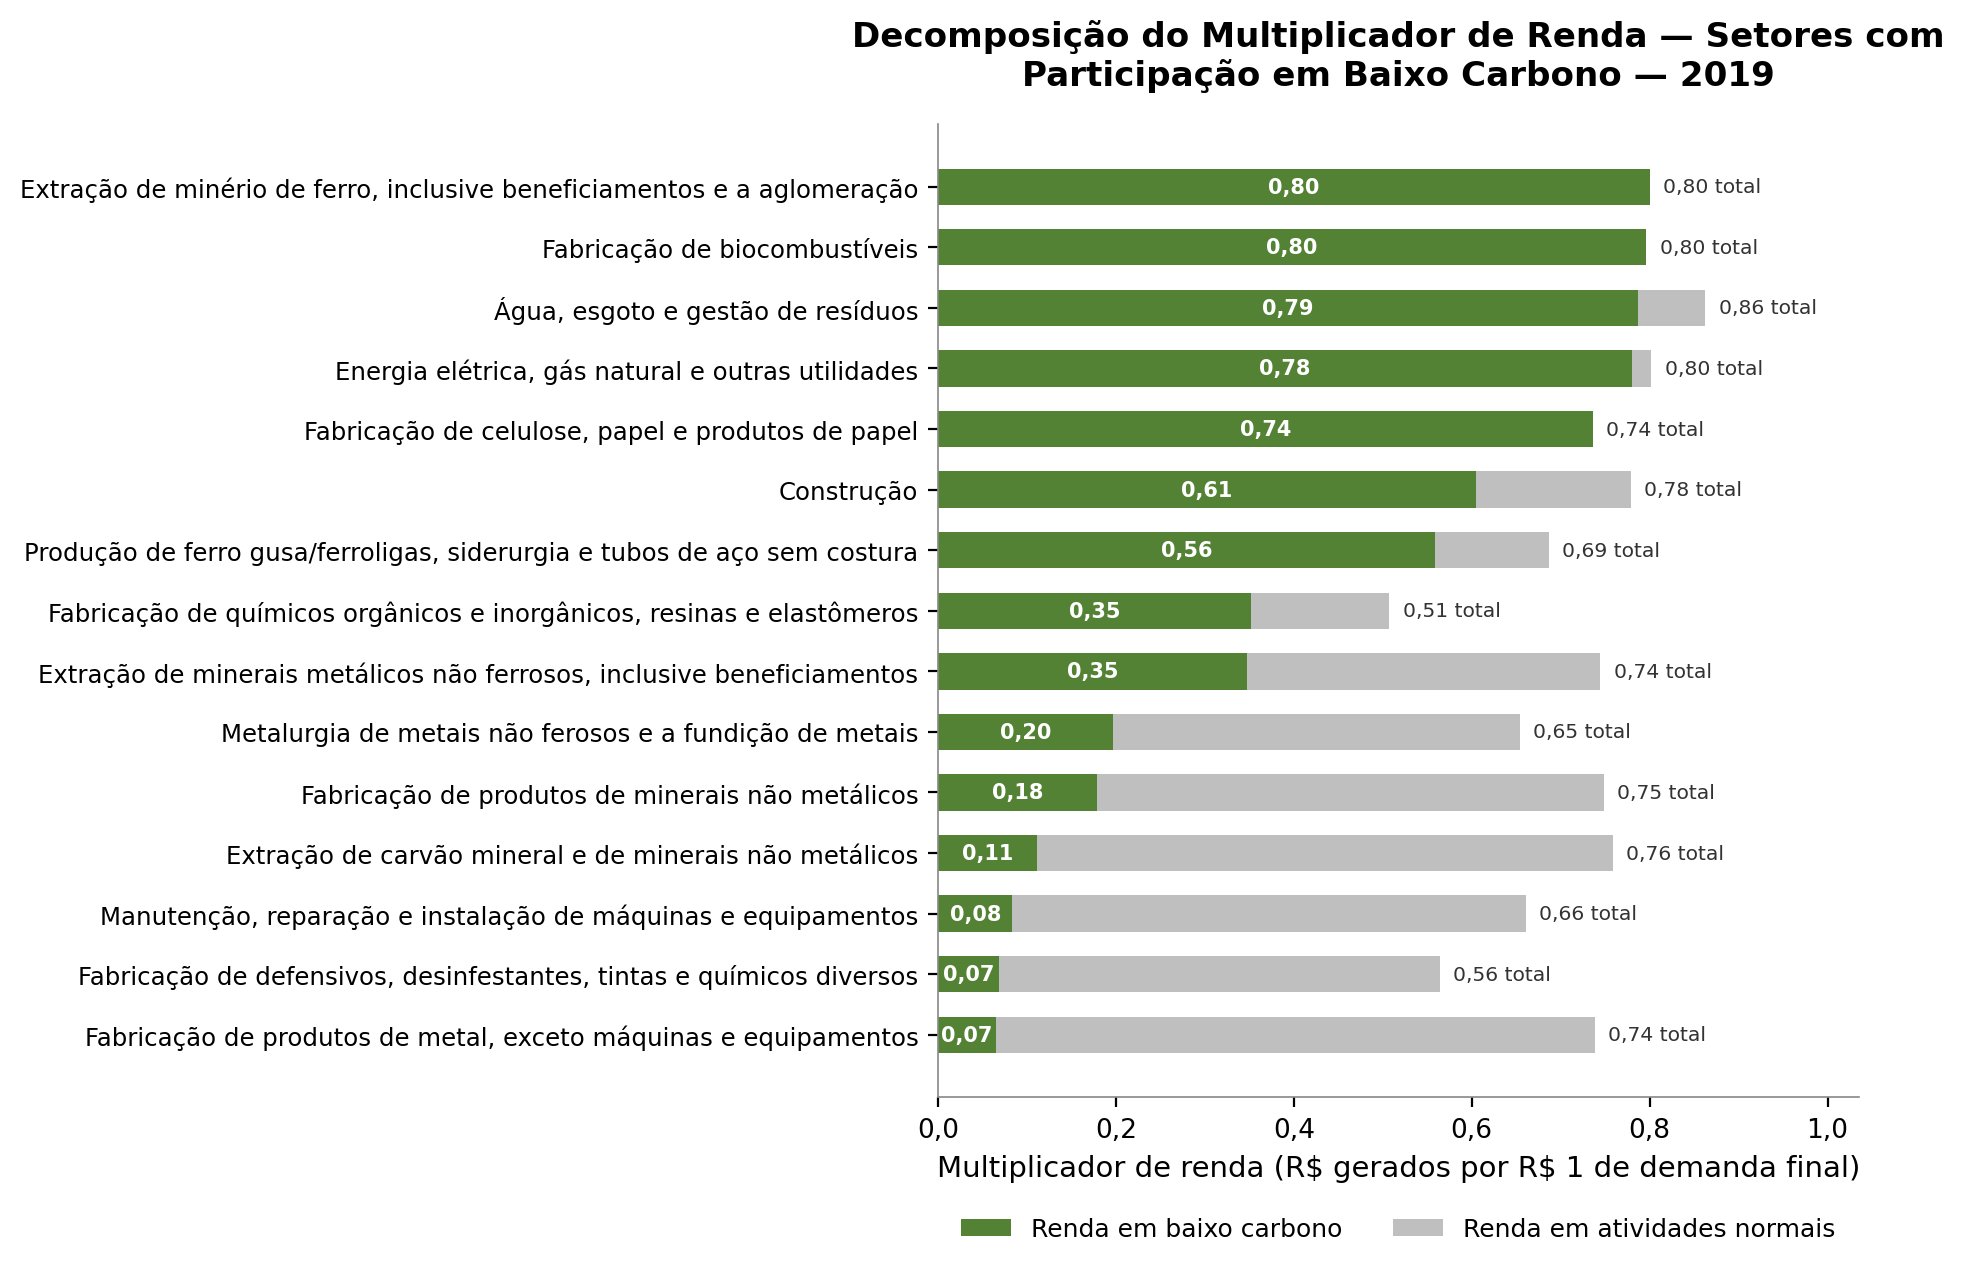 Decomposição do Multiplicador de Renda — Setores com
Participação em Baixo Carbono — 2019
Extração de minério de ferro, inclusive beneficiamentos e a aglomeração 0,80 0,80 total
Fabricação de biocombustíveis 0,80 0,80 total
Água, esgoto e gestão de resíduos 0,79 0,86 total
Energia elétrica, gás natural e outras utilidades 0,78 0,80 total
Fabricação de celulose, papel e produtos de papel 0,74 0,74 total
Construção 0,61 0,78 total
Produção de ferro gusa/ferroligas, siderurgia e tubos de aço sem costura 0,56 0,69 total
Fabricação de químicos orgânicos e inorgânicos, resinas e elastômeros 0,35 0,51 total
Extração de minerais metálicos não ferrosos, inclusive beneficiamentos 0,35 0,74 total
Metalurgia de metais não ferosos e a fundição de metais 0,20 0,65 total
Fabricação de produtos de minerais não metálicos 0,18 0,75 total
Extração de carvão mineral e de minerais não metálicos 0,11 0,76 total
Manutenção, reparação e instalação de máquinas e equipamentos 0,08 0,66 total
Fabricação de defensivos, desinfestantes, tintas e químicos diversos 0,07 0,56 total
Fabricação de produtos de metal, exceto máquinas e equipamentos 0,07 0,74 total
0,0 0,2 0,4 0,6 0,8 1,0
Multiplicador de renda (R$ gerados por R$ 1 de demanda final)
Renda em baixo carbono Renda em atividades normais